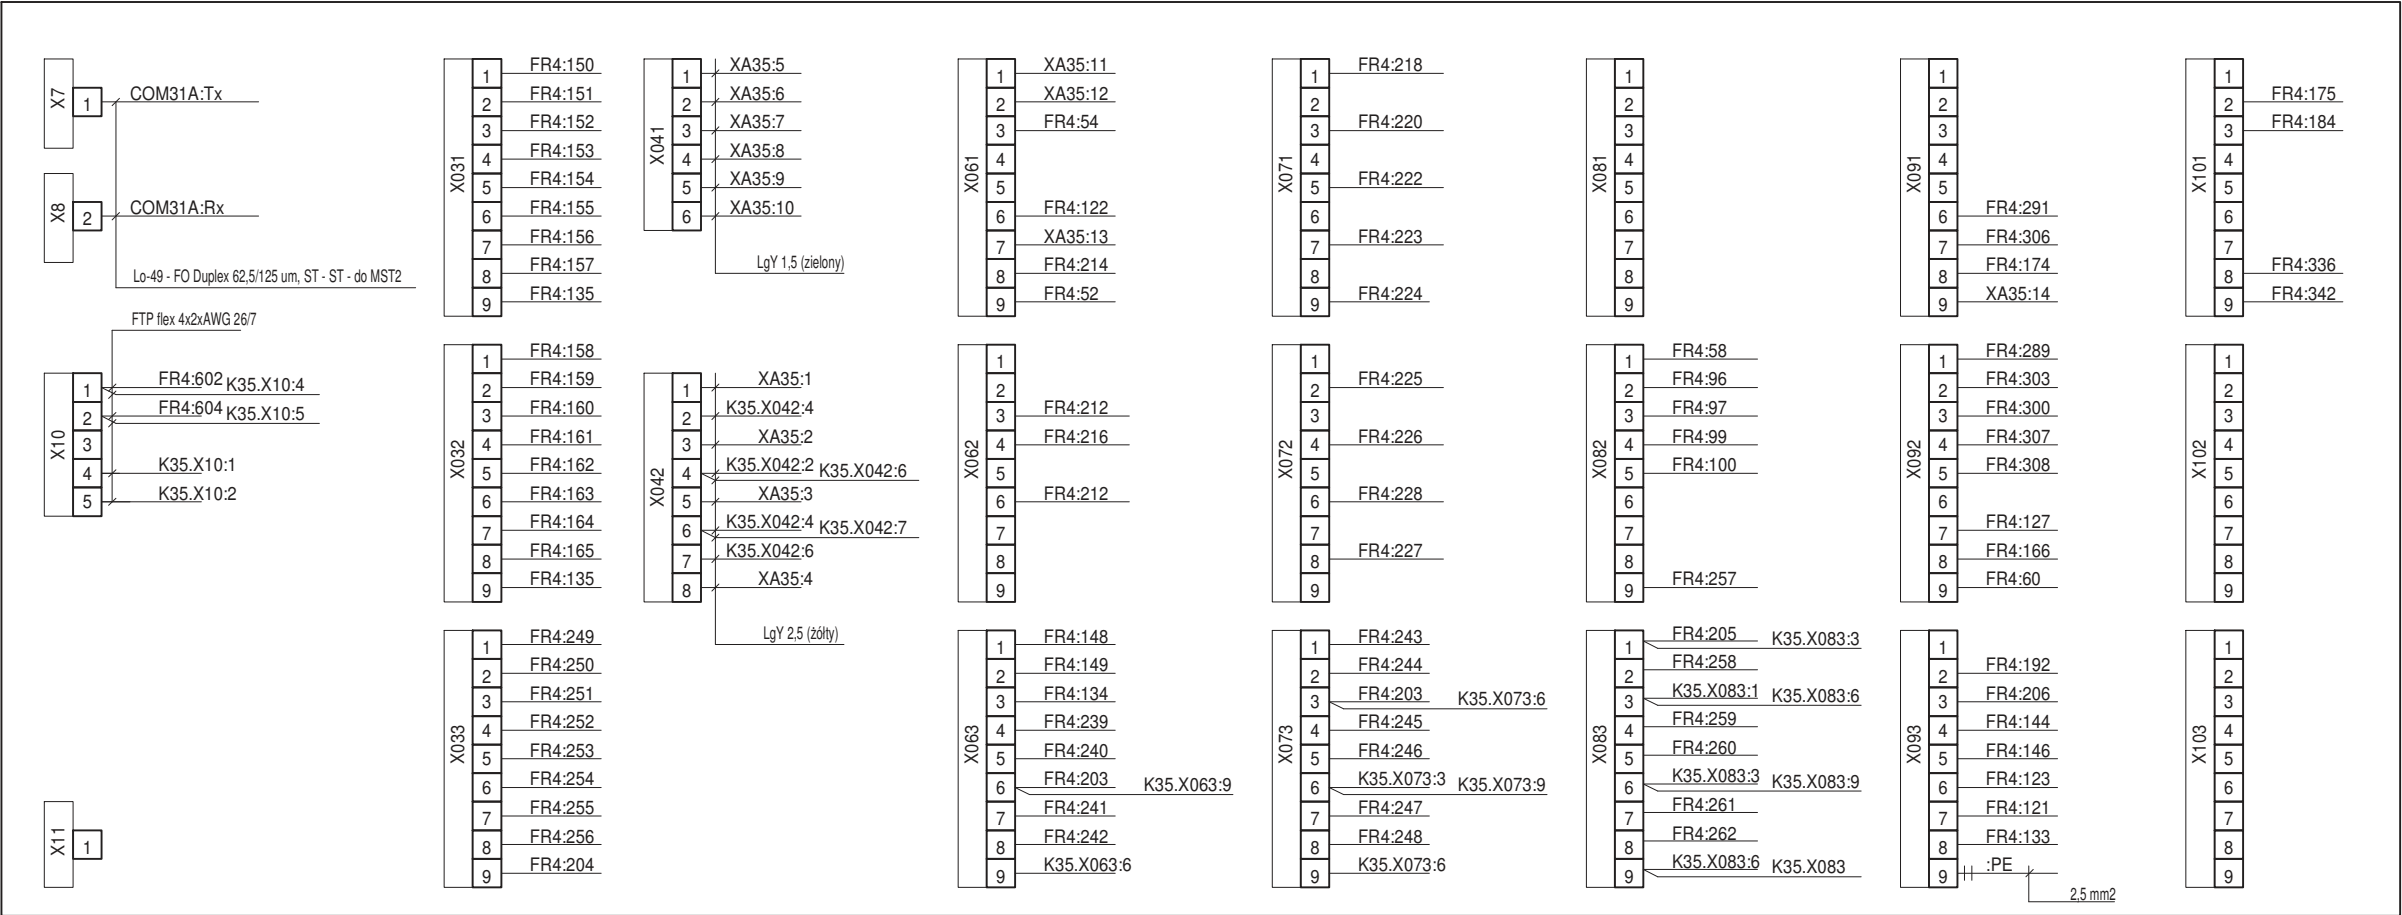 X7
1 COM31A:Tx
X8
2 COM31A:Rx
Lo-49 - FO Duplex 62,5/125 um, ST - ST - do MST2
FTP flex 4x2xAWG 26/7
X10
1 FR4:602 K35.X10:4
2 FR4:604 K35.X10:5
3
4 K35.X10:1
5 K35.X10:2
X11
1
X031
1 FR4:150
2 FR4:151
3 FR4:152
4 FR4:153
5 FR4:154
6 FR4:155
7 FR4:156
8 FR4:157
9 FR4:135
X032
1 FR4:158
2 FR4:159
3 FR4:160
4 FR4:161
5 FR4:162
6 FR4:163
7 FR4:164
8 FR4:165
9 FR4:135
X033
1 FR4:249
2 FR4:250
3 FR4:251
4 FR4:252
5 FR4:253
6 FR4:254
7 FR4:255
8 FR4:256
9 FR4:204
X041
1 XA35:5
2 XA35:6
3 XA35:7
4 XA35:8
5 XA35:9
6 XA35:10
LgY 1,5 (zielony)
X042
1 XA35:1
2 K35.X042:4
3 XA35:2
4 K35.X042:2 K35.X042:6
5 XA35:3
6 K35.X042:4 K35.X042:7
7 K35.X042:6
8 XA35:4
LgY 2,5 (żółty)
X061
1 XA35:11
2 XA35:12
3 FR4:54
4
5
6 FR4:122
7 XA35:13
8 FR4:214
9 FR4:52
X062
1
2
3 FR4:212
4 FR4:216
5
6 FR4:212
7
8
9
X063
1 FR4:148
2 FR4:149
3 FR4:134
4 FR4:239
5 FR4:240
6 FR4:203 K35.X063:9
7 FR4:241
8 FR4:242
9 K35.X063:6
X071
1 FR4:218
2
3 FR4:220
4
5 FR4:222
6
7 FR4:223
8
9 FR4:224
X072
1
2 FR4:225
3
4 FR4:226
5
6 FR4:228
7
8 FR4:227
9
X073
1 FR4:243
2 FR4:244
3 FR4:203 K35.X073:6
4 FR4:245
5 FR4:246
6 K35.X073:3 K35.X073:9
7 FR4:247
8 FR4:248
9 K35.X073:6
X081
1
2
3
4
5
6
7
8
9
X082
1 FR4:58
2 FR4:96
3 FR4:97
4 FR4:99
5 FR4:100
6
7
8
9 FR4:257
X083
1 FR4:205 K35.X083:3
2 FR4:258
3 K35.X083:1 K35.X083:6
4 FR4:259
5 FR4:260
6 K35.X083:3 K35.X083:9
7 FR4:261
8 FR4:262
9 K35.X083:6 K35.X083
X091
1
2
3
4
5
6 FR4:291
7 FR4:306
8 FR4:174
9 XA35:14
X092
1 FR4:289
2 FR4:303
3 FR4:300
4 FR4:307
5 FR4:308
6
7 FR4:127
8 FR4:166
9 FR4:60
X093
1
2 FR4:192
3 FR4:206
4 FR4:144
5 FR4:146
6 FR4:123
7 FR4:121
8 FR4:133
9 :PE
2,5 mm2
X101
1
2 FR4:175
3 FR4:184
4
5
6
7
8 FR4:336
9 FR4:342
X102
1
2
3
4
5
6
7
8
9
X103
1
2
3
4
5
6
7
8
9